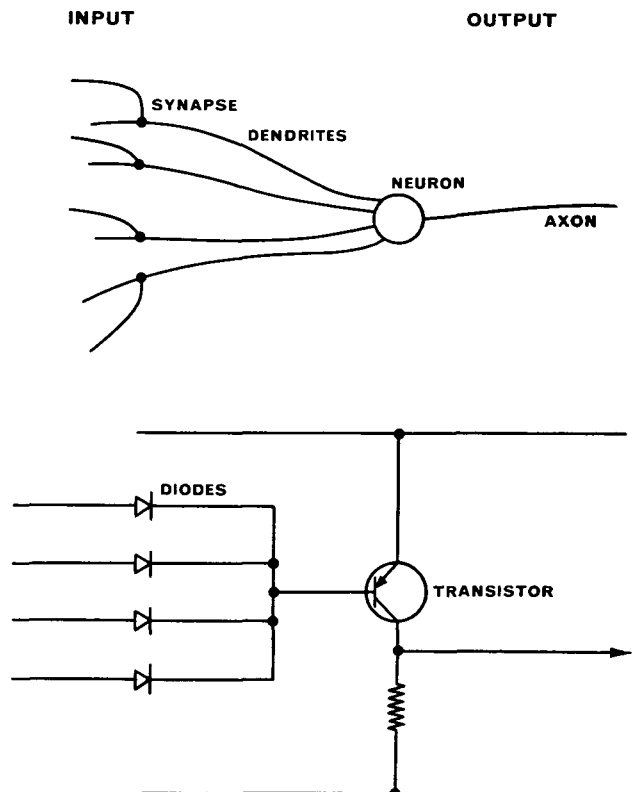 INPUT
OUTPUT
SYNAPSE
DENDRITES
NEURON
AXON
DIODES
TRANSISTOR